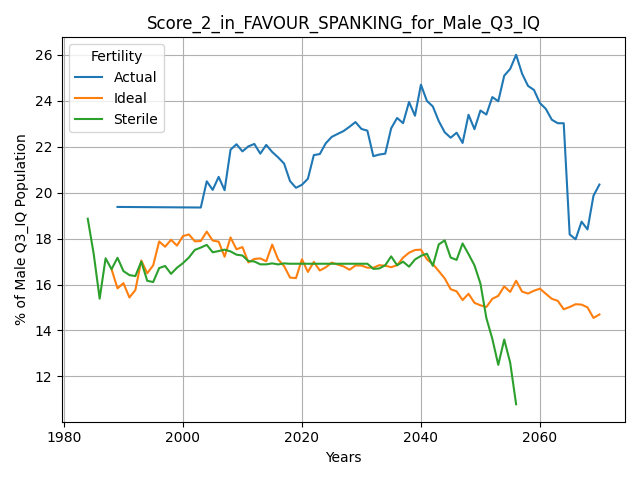 Score_2_in_FAVOUR_SPANKING_for_Male_Q3_IQ
Fertility
Actual
Ideal
Sterile
% of Male Q3_IQ Population
26
24
22
20
18
16
14
12
1980 2000 2020 2040 2060
Years